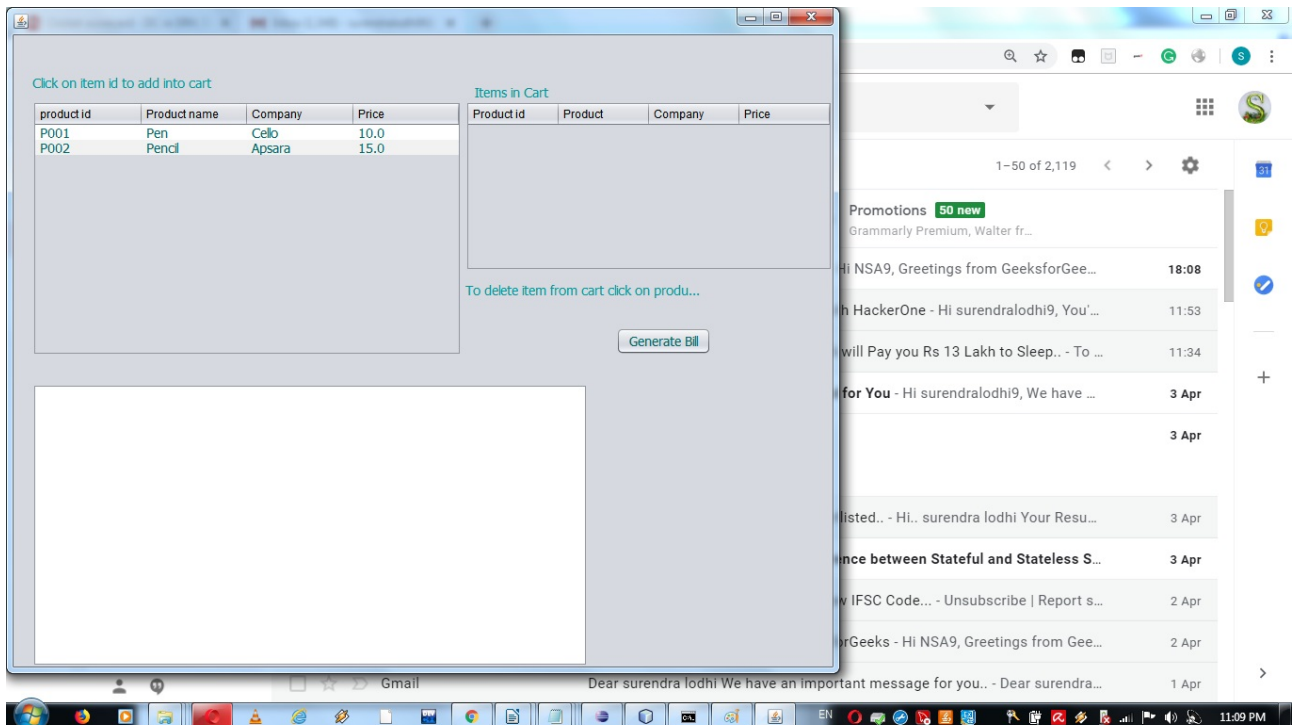 Click on item id to add into cart
product id Product name Company Price
P001 Pen Cello 10.0
P002 Pencil Apsara 15.0
Items in Cart
Product id Product Company Price
To delete item from cart click on produ...
Generate Bill
S
1–50 of 2,119
31
Promotions 50 new
Grammarly Premium, Walter fr...
Hi NSA9, Greetings from GeeksforGee... 18:08
h HackerOne - Hi surendralodhi9, You'... 11:53
will Pay you Rs 13 Lakh to Sleep.. - To ... 11:34
for You - Hi surendralodhi9, We have ... 3 Apr
3 Apr
listed.. - Hi.. surendra lodhi Your Resu... 3 Apr
ence between Stateful and Stateless S... 3 Apr
w IFSC Code... - Unsubscribe | Report s... 2 Apr
orGeeks - Hi NSA9, Greetings from Gee... 2 Apr
Gmail Dear surendra lodhi We have an important message for you.. - Dear surendra... 1 Apr
EN 11:09 PM